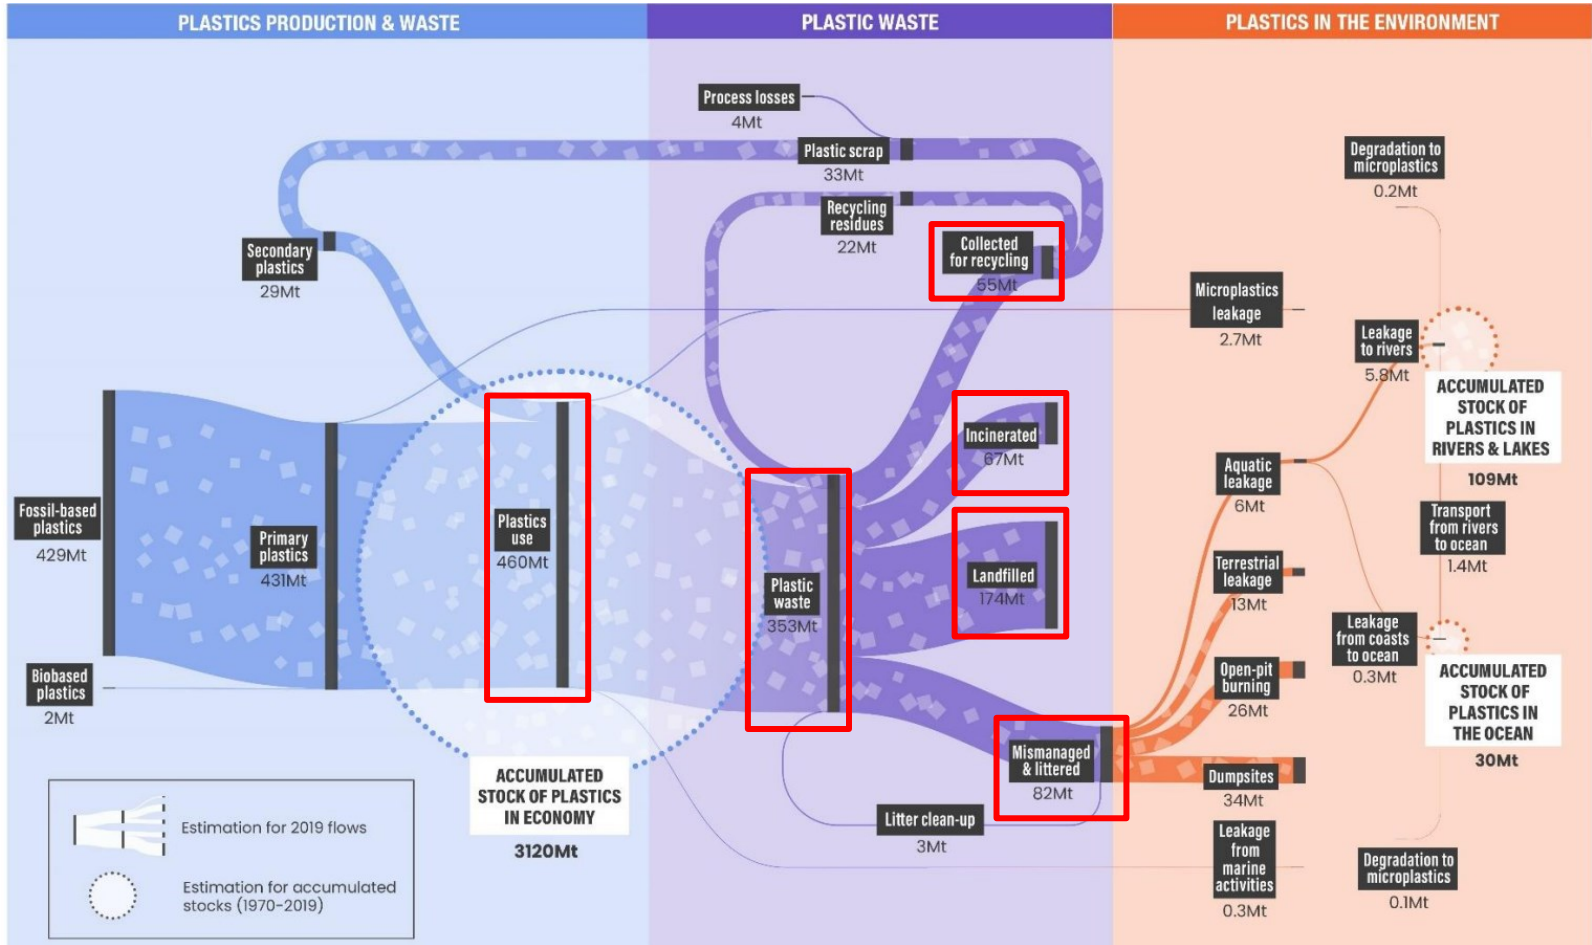 PLASTICS PRODUCTION & WASTE
PLASTIC WASTE
PLASTICS IN THE ENVIRONMENT
Process losses
4Mt
Plastic scrap
33Mt
Recycling
residues
22Mt
Collected
for recycling
55Mt
Secondary
plastics
29Mt
Fossil-based
plastics
429Mt
Biobased
plastics
2Mt
Primary
plastics
431Mt
Plastics
use
460Mt
ACCUMULATED
STOCK OF PLASTICS
IN ECONOMY
3120Mt
Plastic
waste
353Mt
Incinerated
67Mt
Landfilled
174Mt
Mismanaged
& littered
82Mt
Litter clean-up
3Mt
Degradation to
microplastics
0.2Mt
Microplastics
leakage
2.7Mt
Leakage
to rivers
5.8Mt
ACCUMULATED
STOCK OF
PLASTICS IN
RIVERS & LAKES
109Mt
Aquatic
leakage
6Mt
Transport
from rivers
to ocean
1.4Mt
Terrestrial
leakage
13Mt
Leakage
from coasts
to ocean
0.3Mt
Open-pit
burning
26Mt
ACCUMULATED
STOCK OF
PLASTICS IN
THE OCEAN
30Mt
Dumpsites
34Mt
Leakage
from
marine
activities
0.3Mt
Degradation to
microplastics
0.1Mt
Estimation for 2019 flows
Estimation for accumulated
stocks (1970-2019)